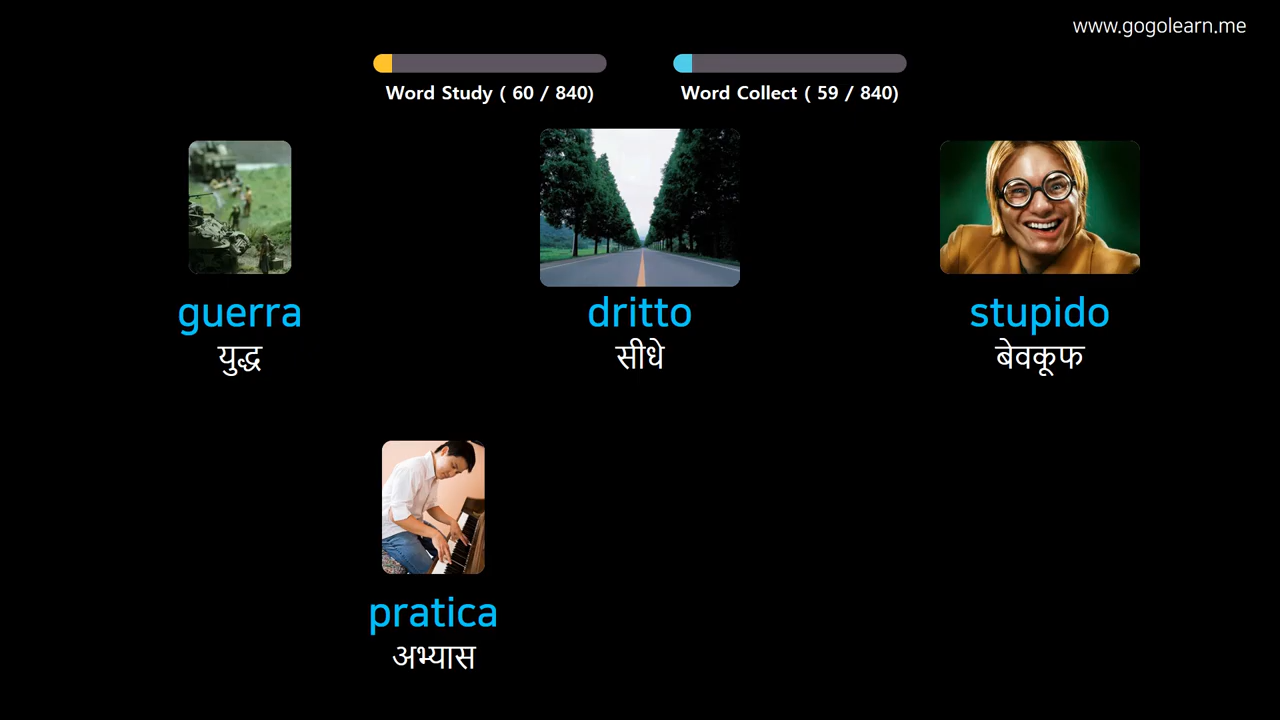 www.gogolearn.me
Word Study ( 60 / 840)
Word Collect ( 59 / 840)
guerra
युद्ध
dritto
सीधे
stupido
बेवकूफ
pratica
अभ्यास